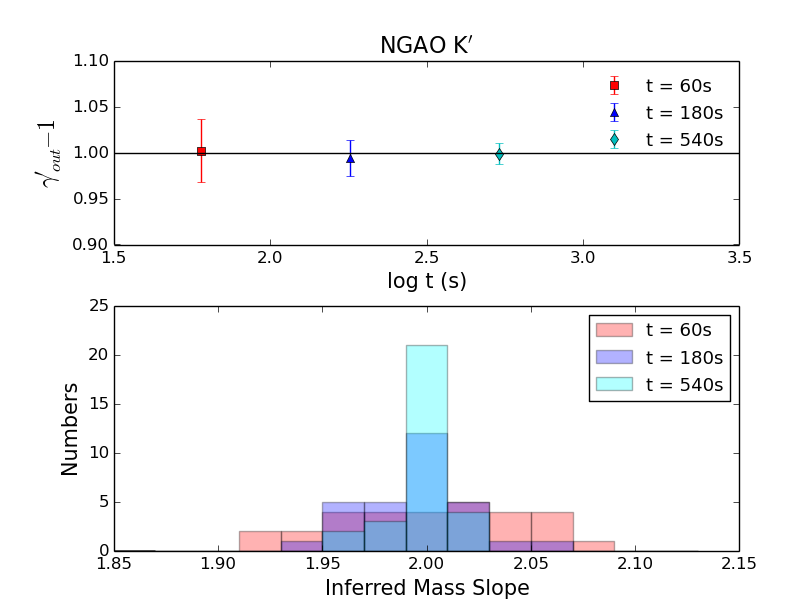 NGAO K′
1.10
1.05
1.00
0.95
0.90
γ′out−1
t = 60s
t = 180s
t = 540s
1.5 2.0 2.5 3.0 3.5
log t (s)
25
20
15
10
5
0
Numbers
t = 60s
t = 180s
t = 540s
1.85 1.90 1.95 2.00 2.05 2.10 2.15
Inferred Mass Slope